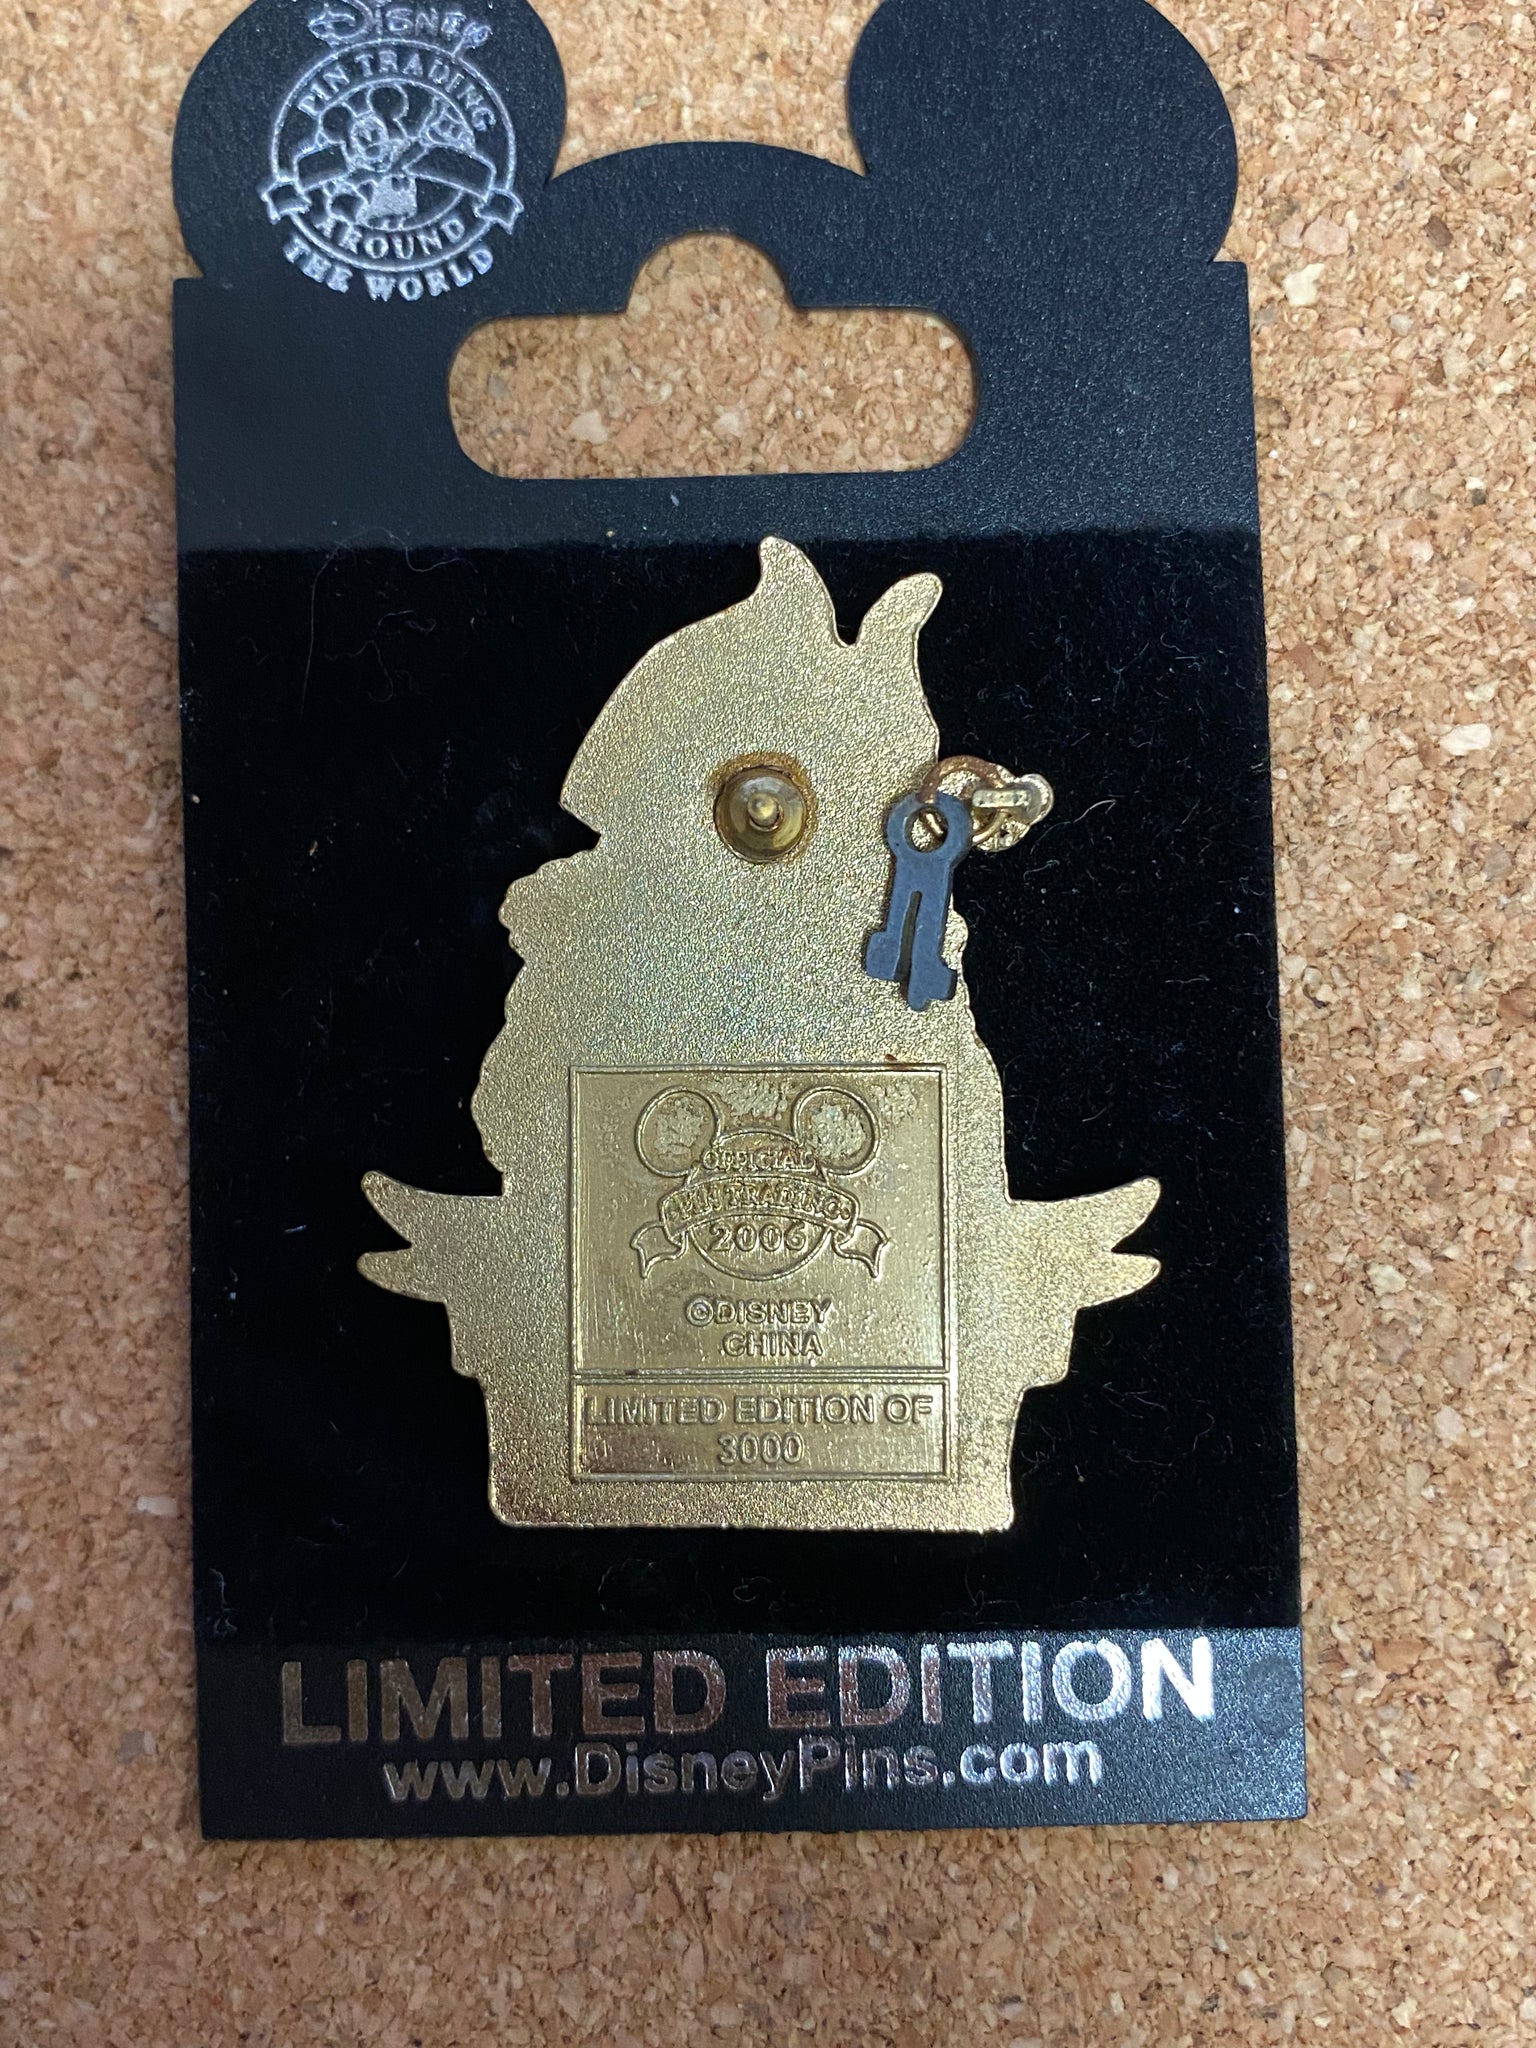 DISNEY
PIN TRADING
AROUND
THE WORLD
OFFICIAL
PIN TRADING
2006
©DISNEY
CHINA
LIMITED EDITION OF
3000
LIMITED EDITION
www.DisneyPins.com